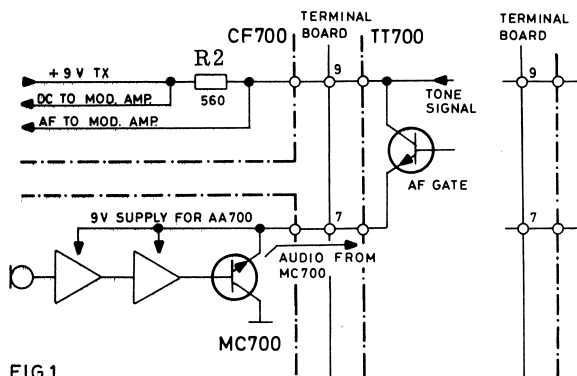 TERMINAL
BOARD
CF700
TT700
TERMINAL
BOARD
R2
+9V TX
560
9
9
DC TO MOD. AMP.
AF TO MOD. AMP.
TONE
SIGNAL
AF GATE
9V SUPPLY FOR AA700
7
7
AUDIO FROM
MC700
MC700
FIG.1